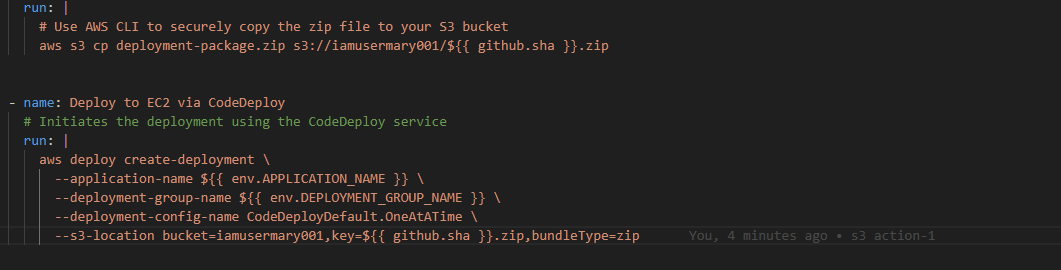 run: |
# Use AWS CLI to securely copy the zip file to your S3 bucket
aws s3 cp deployment-package.zip s3://iamusermary001/${{ github.sha }}.zip
- name: Deploy to EC2 via CodeDeploy
# Initiates the deployment using the CodeDeploy service
run: |
aws deploy create-deployment \
--application-name ${{ env.APPLICATION_NAME }} \
--deployment-group-name ${{ env.DEPLOYMENT_GROUP_NAME }} \
--deployment-config-name CodeDeployDefault.OneAtATime \
--s3-location bucket=iamusermary001,key=${{ github.sha }}.zip,bundleType=zip You, 4 minutes ago • s3 action-1